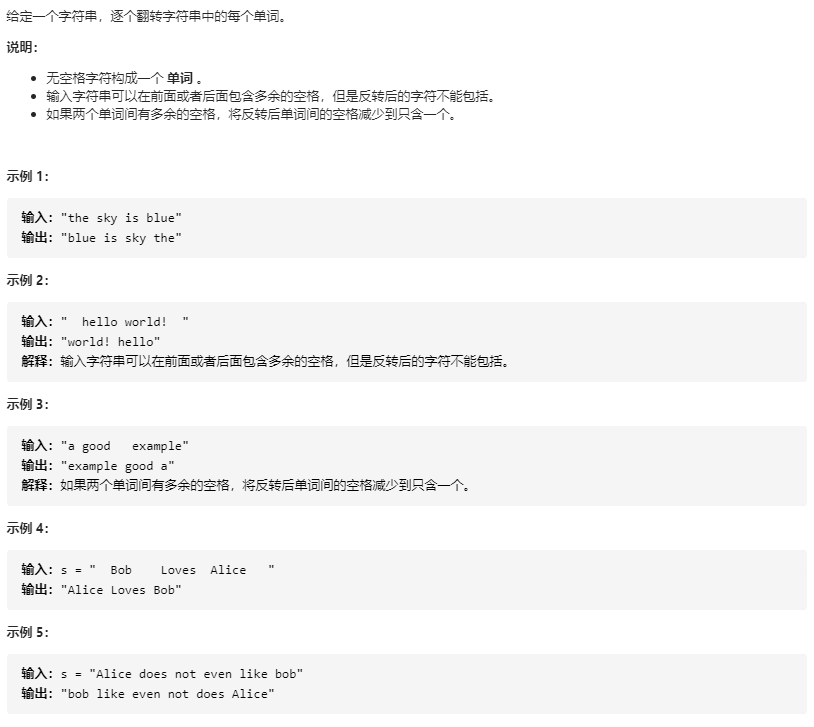 给定一个字符串，逐个翻转字符串中的每个单词。
说明：
无空格字符构成一个 单词 。
输入字符串可以在前面或者后面包含多余的空格，但是反转后的字符不能包括。
如果两个单词间有多余的空格，将反转后单词间的空格减少到只含一个。
示例 1：
输入："the sky is blue"
输出："blue is sky the"
示例 2：
输入："  hello world!  "
输出："world! hello"
解释：输入字符串可以在前面或者后面包含多余的空格，但是反转后的字符不能包括。
示例 3：
输入："a good   example"
输出："example good a"
解释：如果两个单词间有多余的空格，将反转后单词间的空格减少到只含一个。
示例 4：
输入：s = "  Bob    Loves  Alice   "
输出："Alice Loves Bob"
示例 5：
输入：s = "Alice does not even like bob"
输出："bob like even not does Alice"